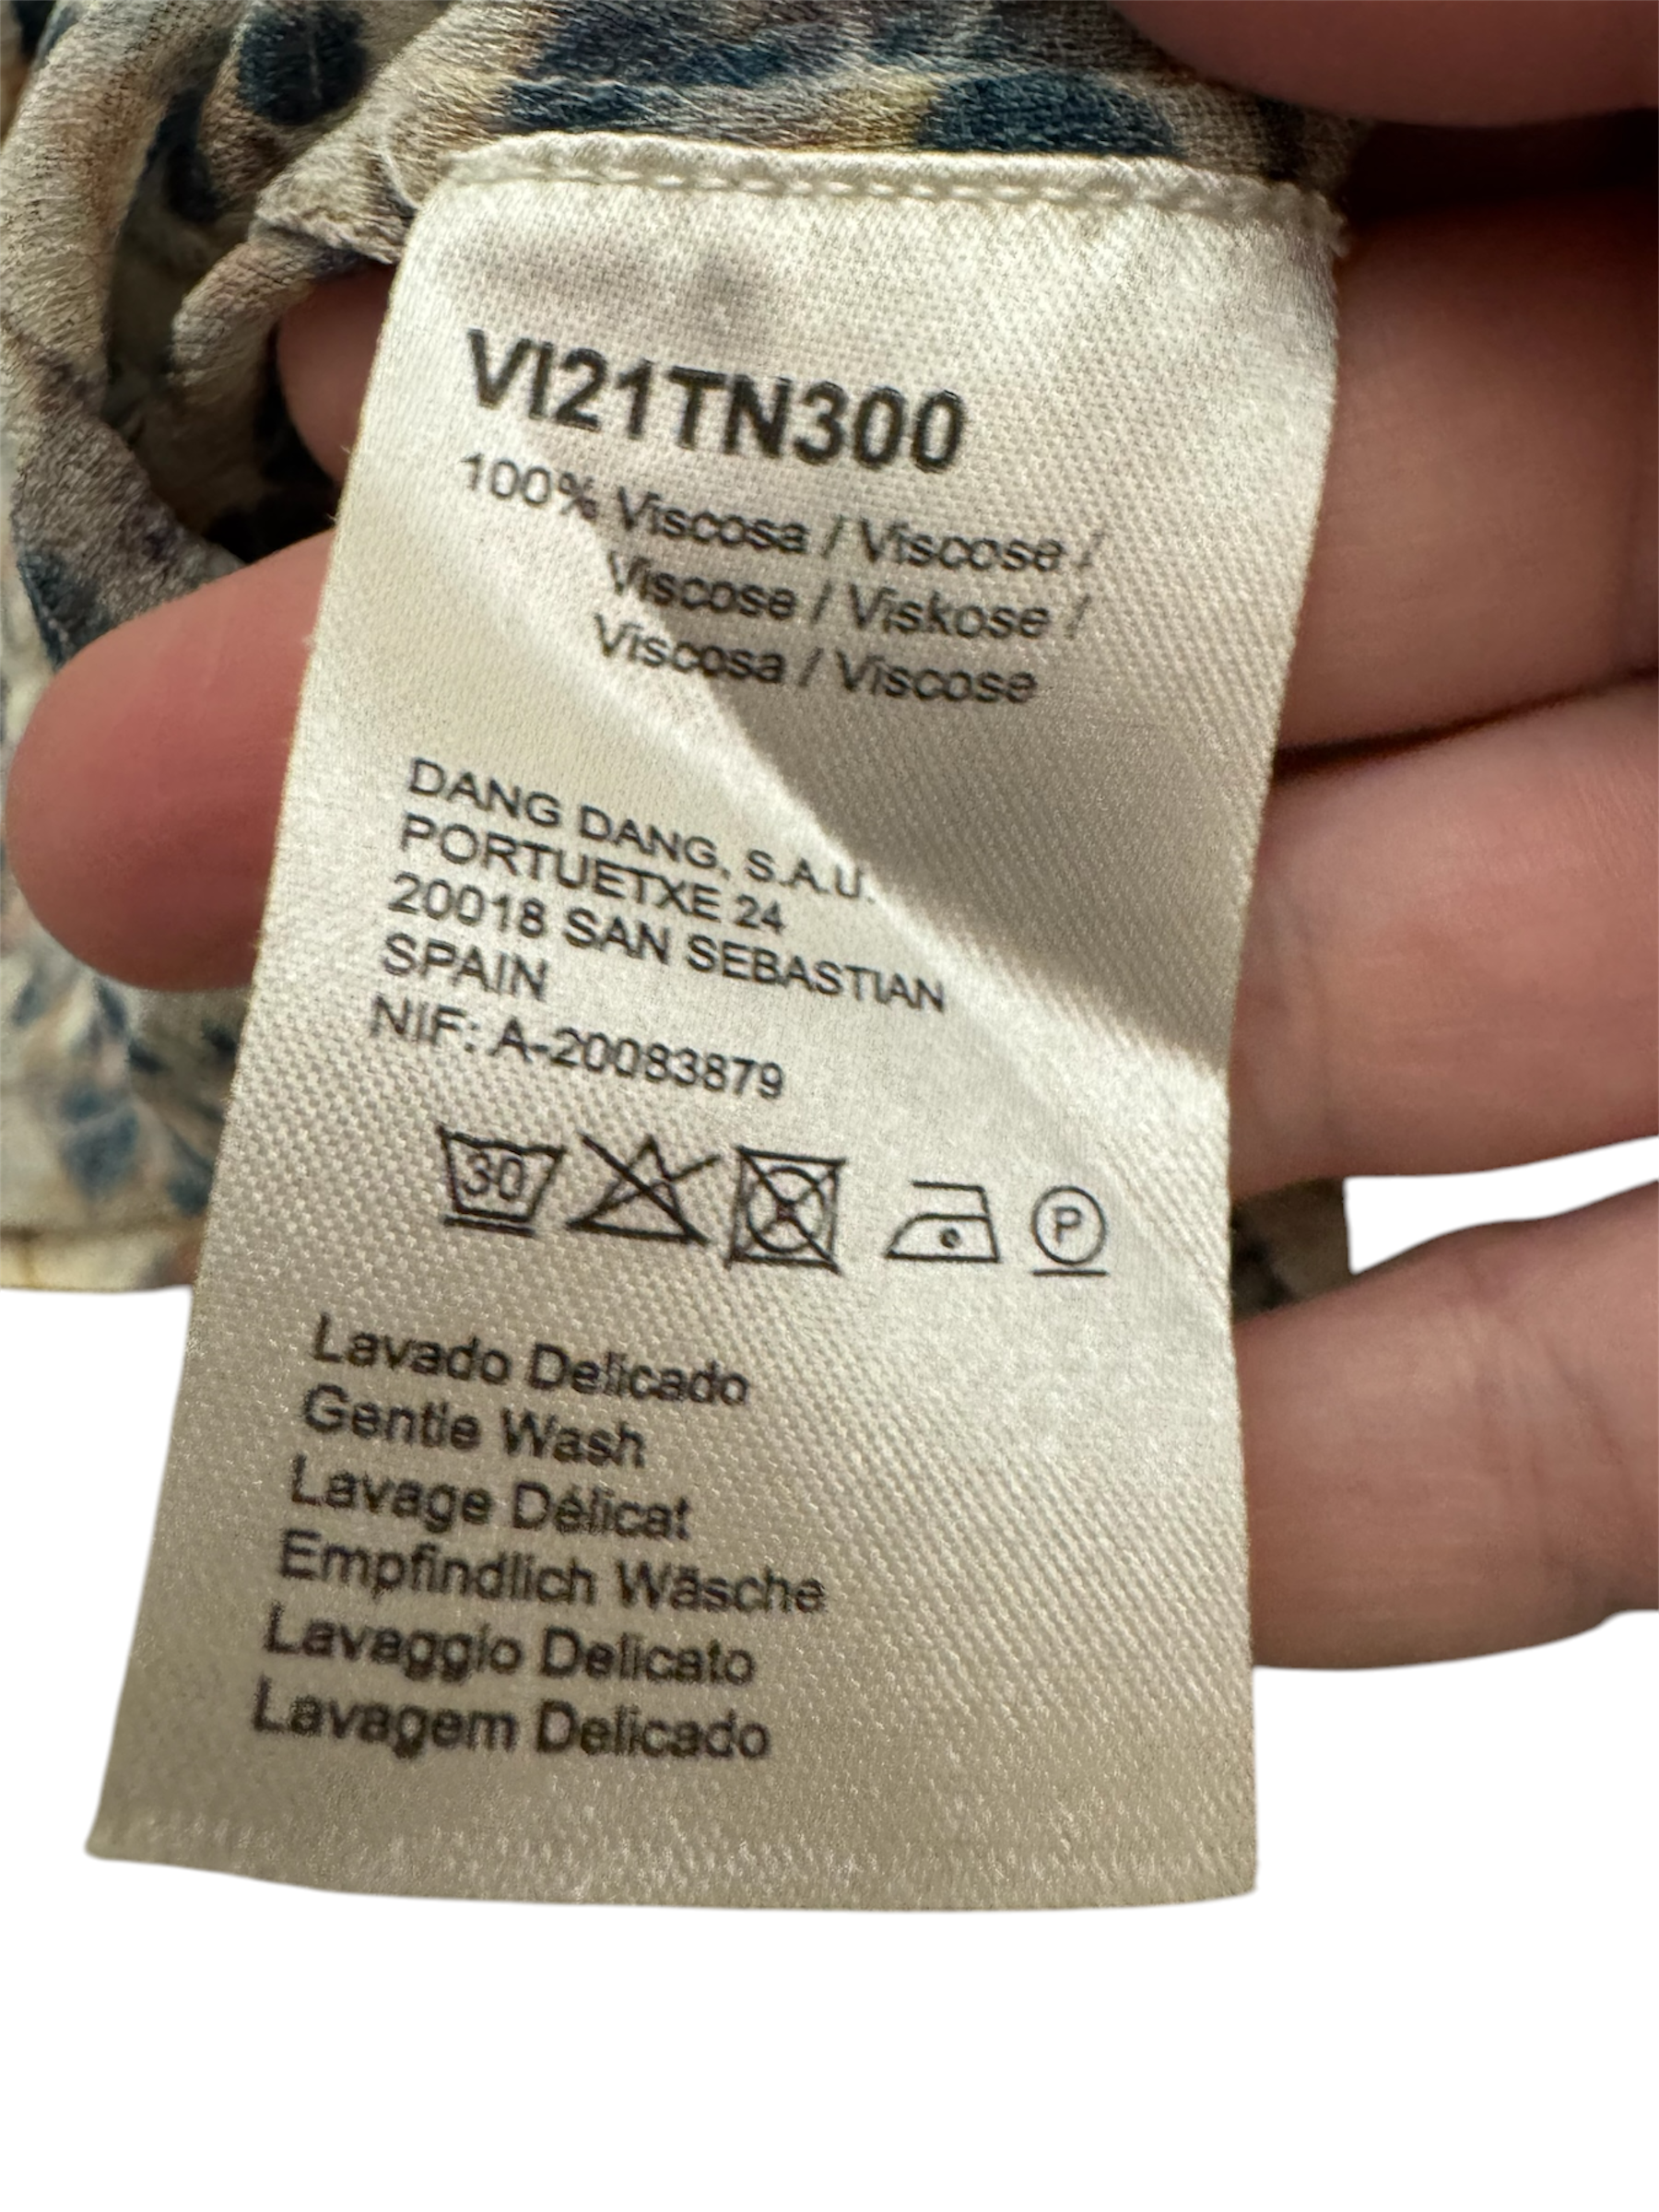 VI21TN300
100% Viscosa / Viscose /
Viscose / Viskose /
Viscosa / Viscose
DANG DANG, S.A.U.
PORTUETXE 24
20018 SAN SEBASTIAN
SPAIN
NIF: A-20083879
30 P
Lavado Delicado
Gentle Wash
Lavage Délicat
Empfindlich Wäsche
Lavaggio Delicato
Lavagem Delicado